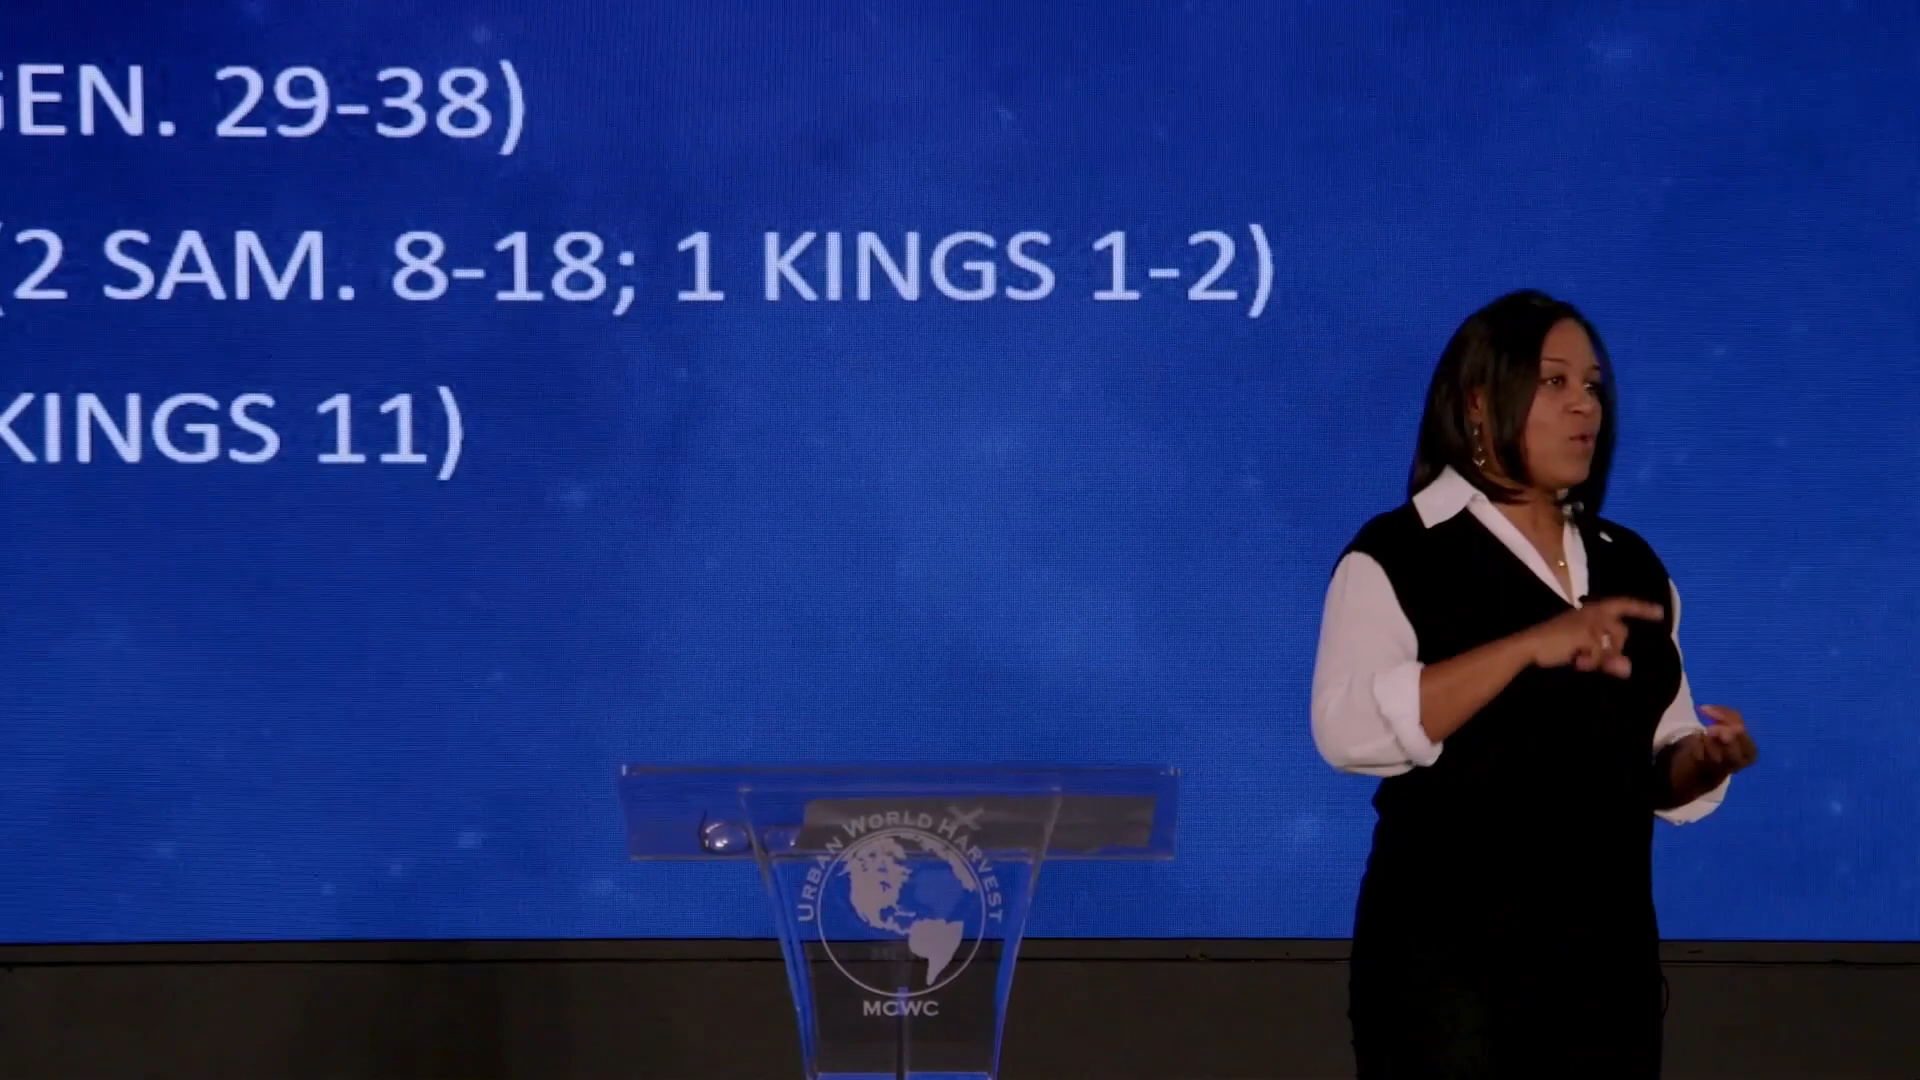 GEN. 29-38)
(2 SAM. 8-18; 1 KINGS 1-2)
KINGS 11)
URBAN WORLD HARVEST
MCWC